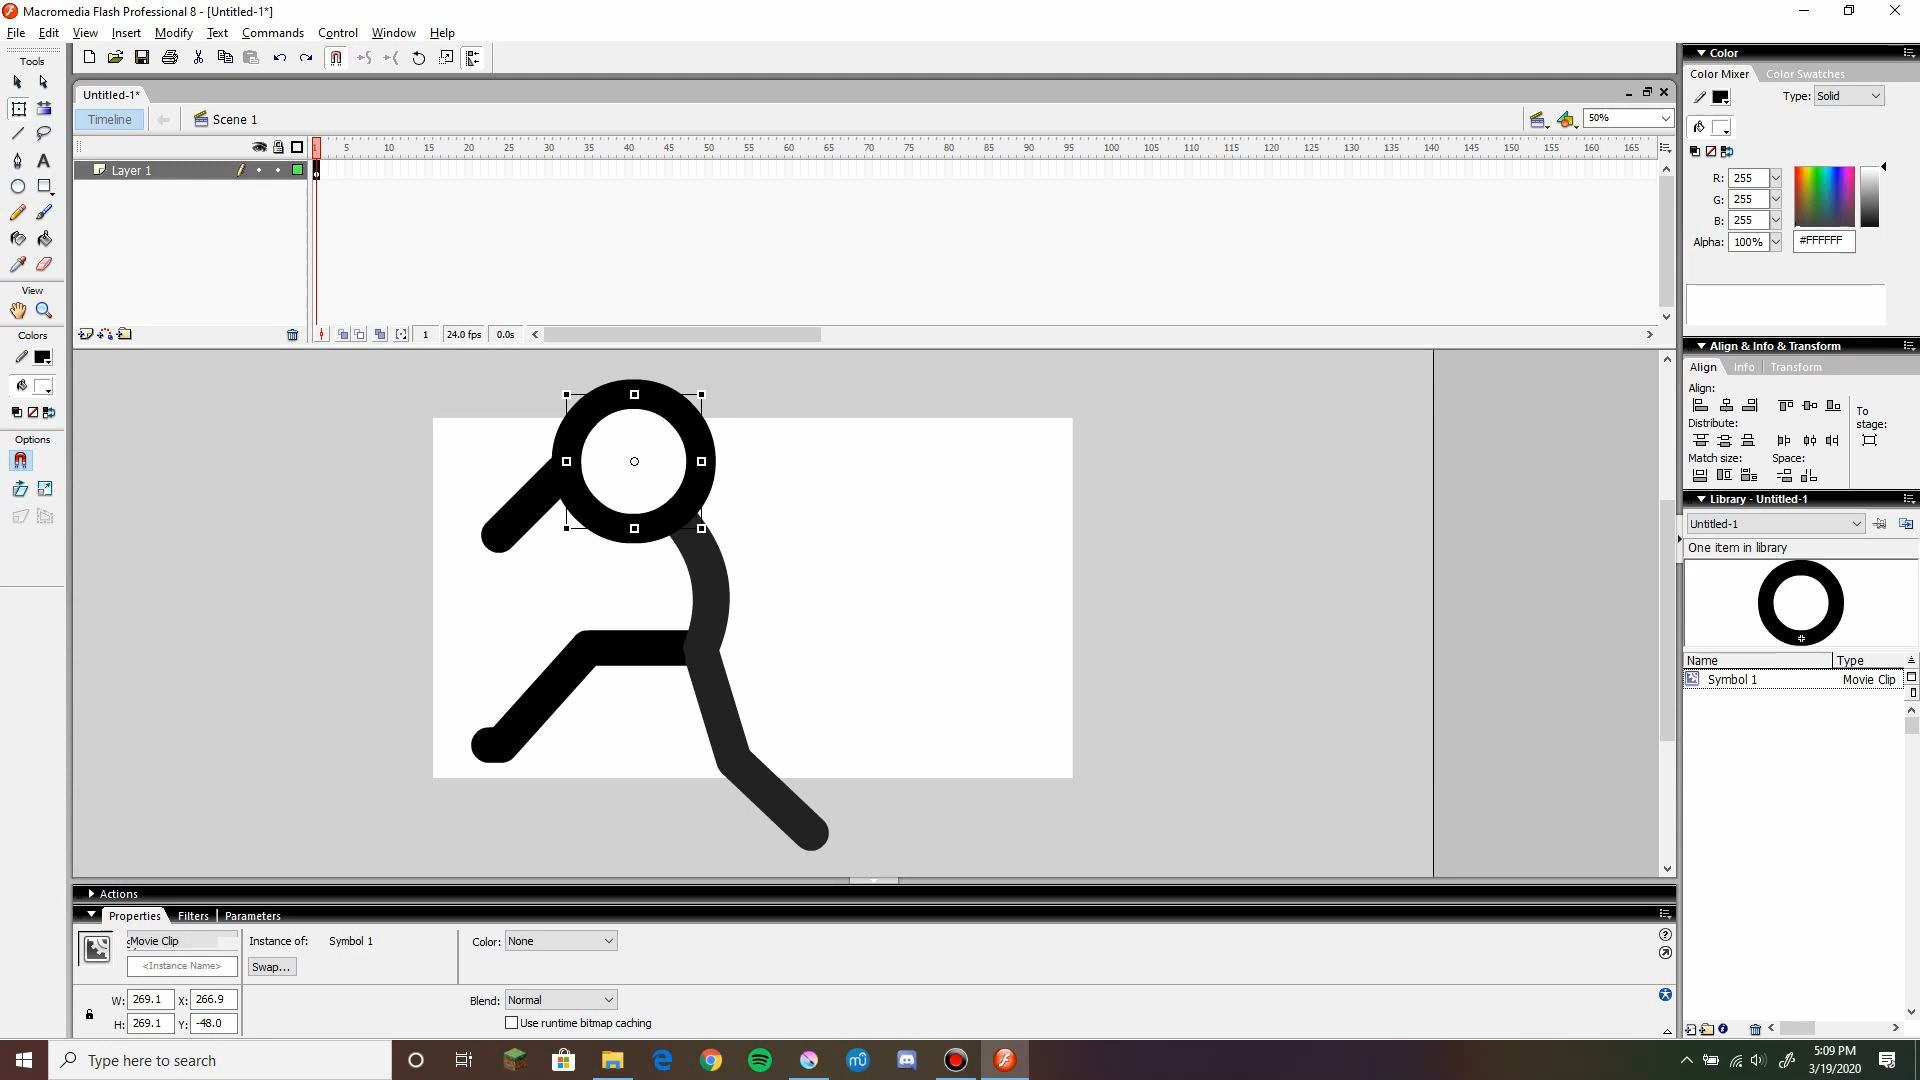 Macromedia Flash Professional 8 - [Untitled-1*]
File Edit View Insert Modify Text Commands Control Window Help
Tools
Untitled-1*
Timeline Scene 1 50%
1 5 10 15 20 25 30 35 40 45 50 55 60 65 70 75 80 85 90 95 100 105 110 115 120 125 130 135 140 145 150 155 160 165
Layer 1
View
Colors
Options
1 24.0 fps 0.0s
Color
Color Mixer Color Swatches
Type: Solid
R: 255
G: 255
B: 255
Alpha: 100% #FFFFFF
Align & Info & Transform
Align Info Transform
Align:
To
stage:
Distribute:
Match size: Space:
Library - Untitled-1
Untitled-1
One item in library
Name Type
Symbol 1 Movie Clip
Actions
Properties Filters Parameters
Movie Clip Instance of: Symbol 1 Color: None
<Instance Name> Swap...
W: 269.1 X: 266.9 Blend: Normal
H: 269.1 Y: -48.0 Use runtime bitmap caching
Type here to search
mû
5:09 PM
3/19/2020